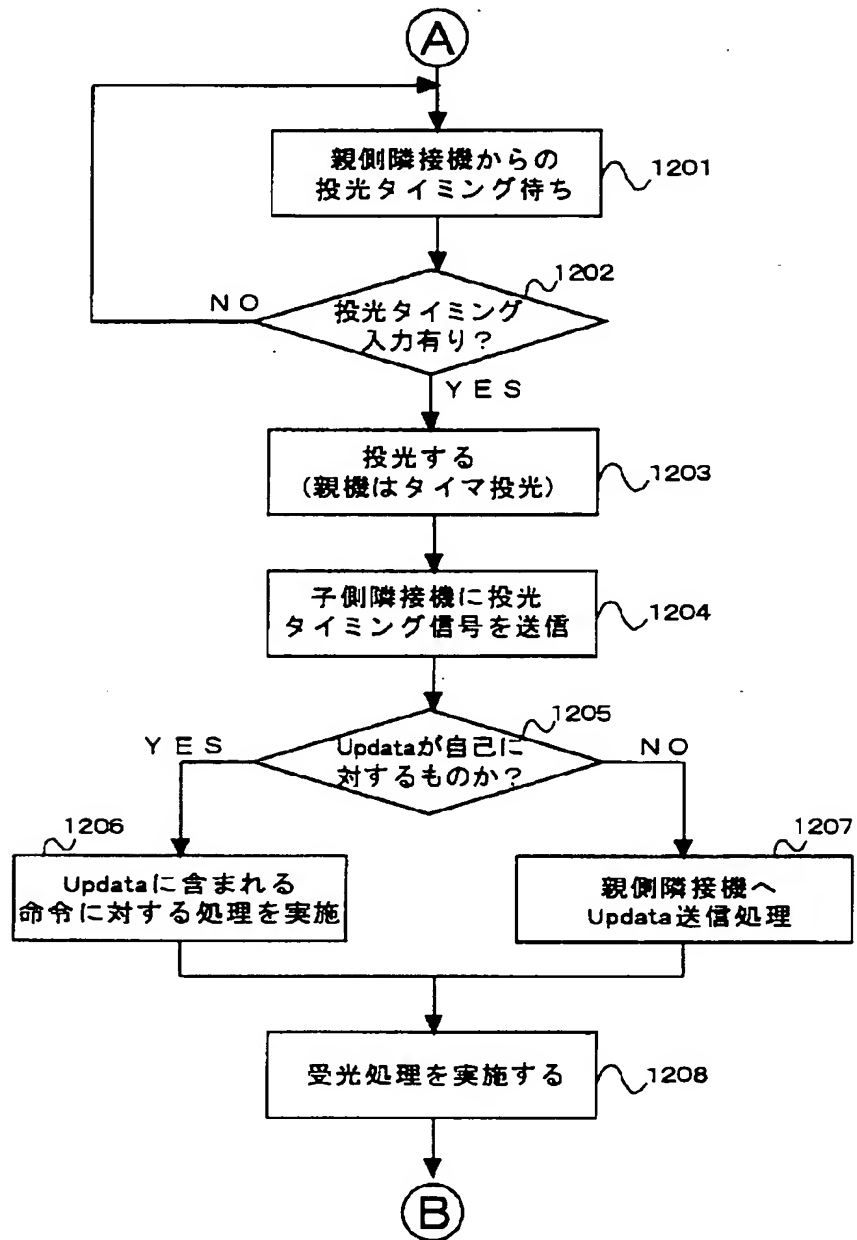 A
親側隣接機からの
投光タイミング待ち
1201
1202
NO
投光タイミング
入力有り?
YES
投光する
(親機はタイマ投光)
1203
子側隣接機に投光
タイミング信号を送信
1204
1205
YES
Updataが自己に
対するものか?
NO
1206
Updataに含まれる
命令に対する処理を実施
1207
親側隣接機へ
Updata送信処理
受光処理を実施する
1208
B